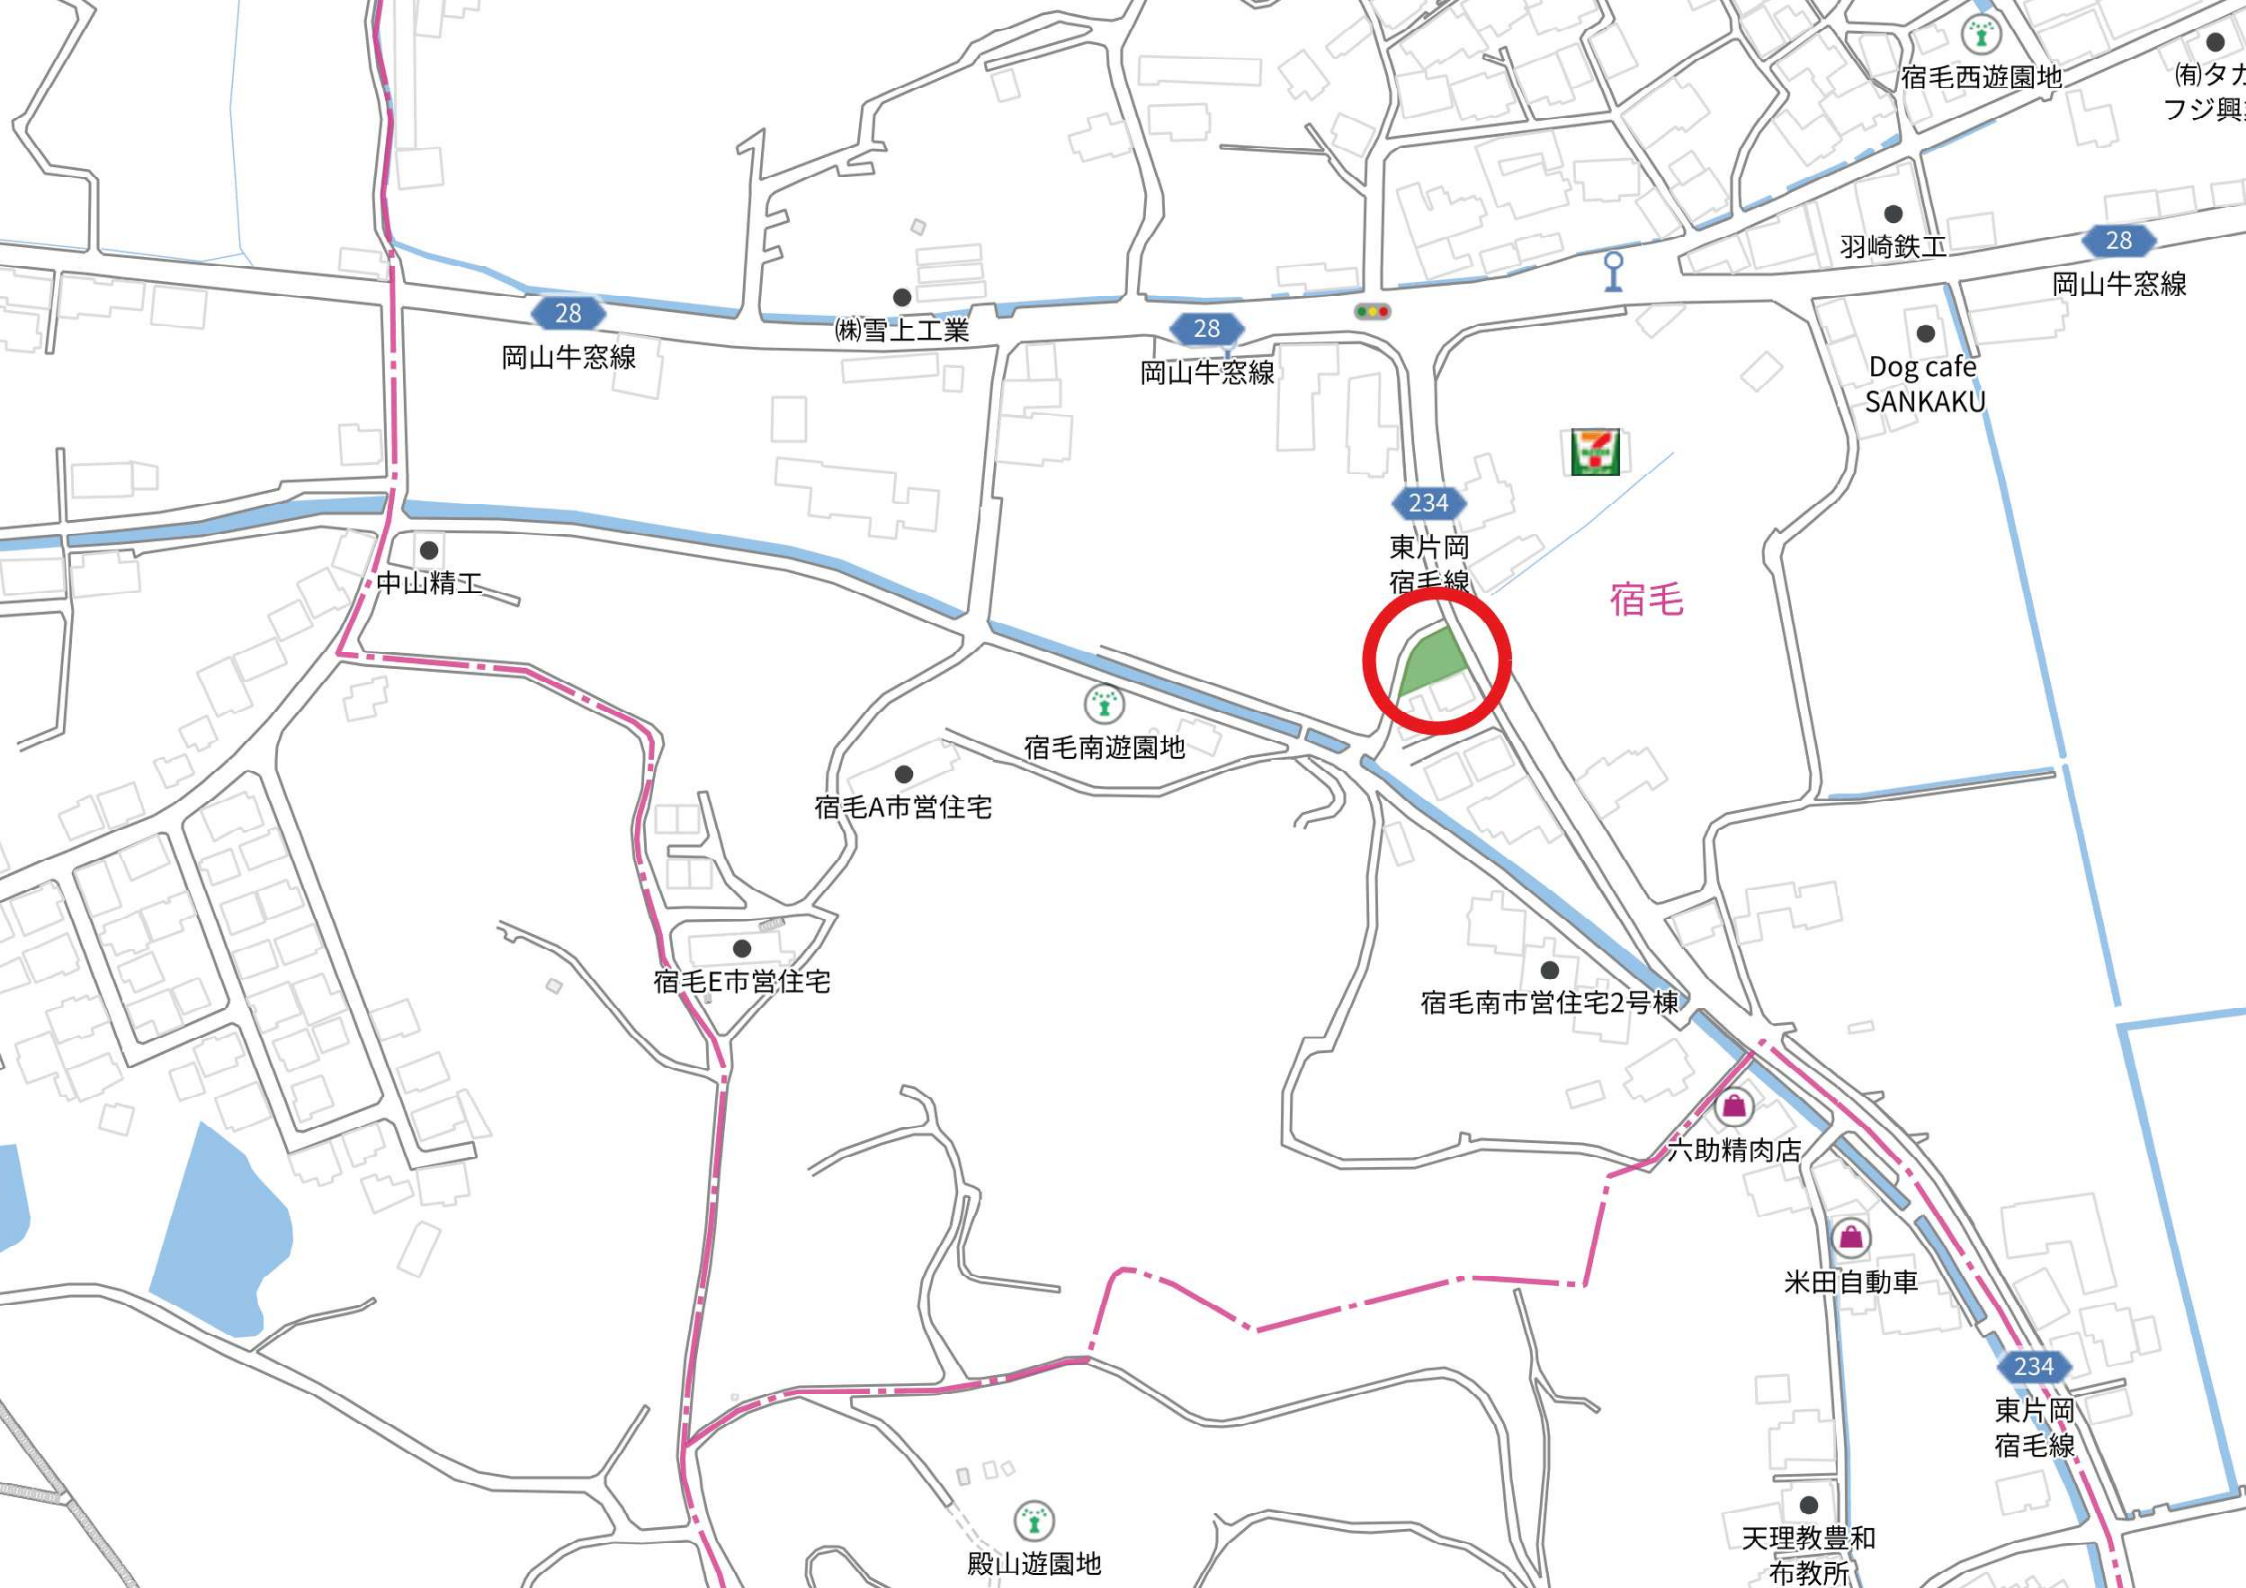 宿毛西遊園地
㈲タカ
フジ興
羽崎鉄工
28
岡山牛窓線
28
岡山牛窓線
㈱雪上工業
28
岡山牛窓線
Dog cafe
SANKAKU
7
234
東片岡
宿毛線
宿毛
中山精工
宿毛南遊園地
宿毛A市営住宅
宿毛E市営住宅
宿毛南市営住宅2号棟
六助精肉店
米田自動車
234
東片岡
宿毛線
殿山遊園地
天理教豊和
布教所